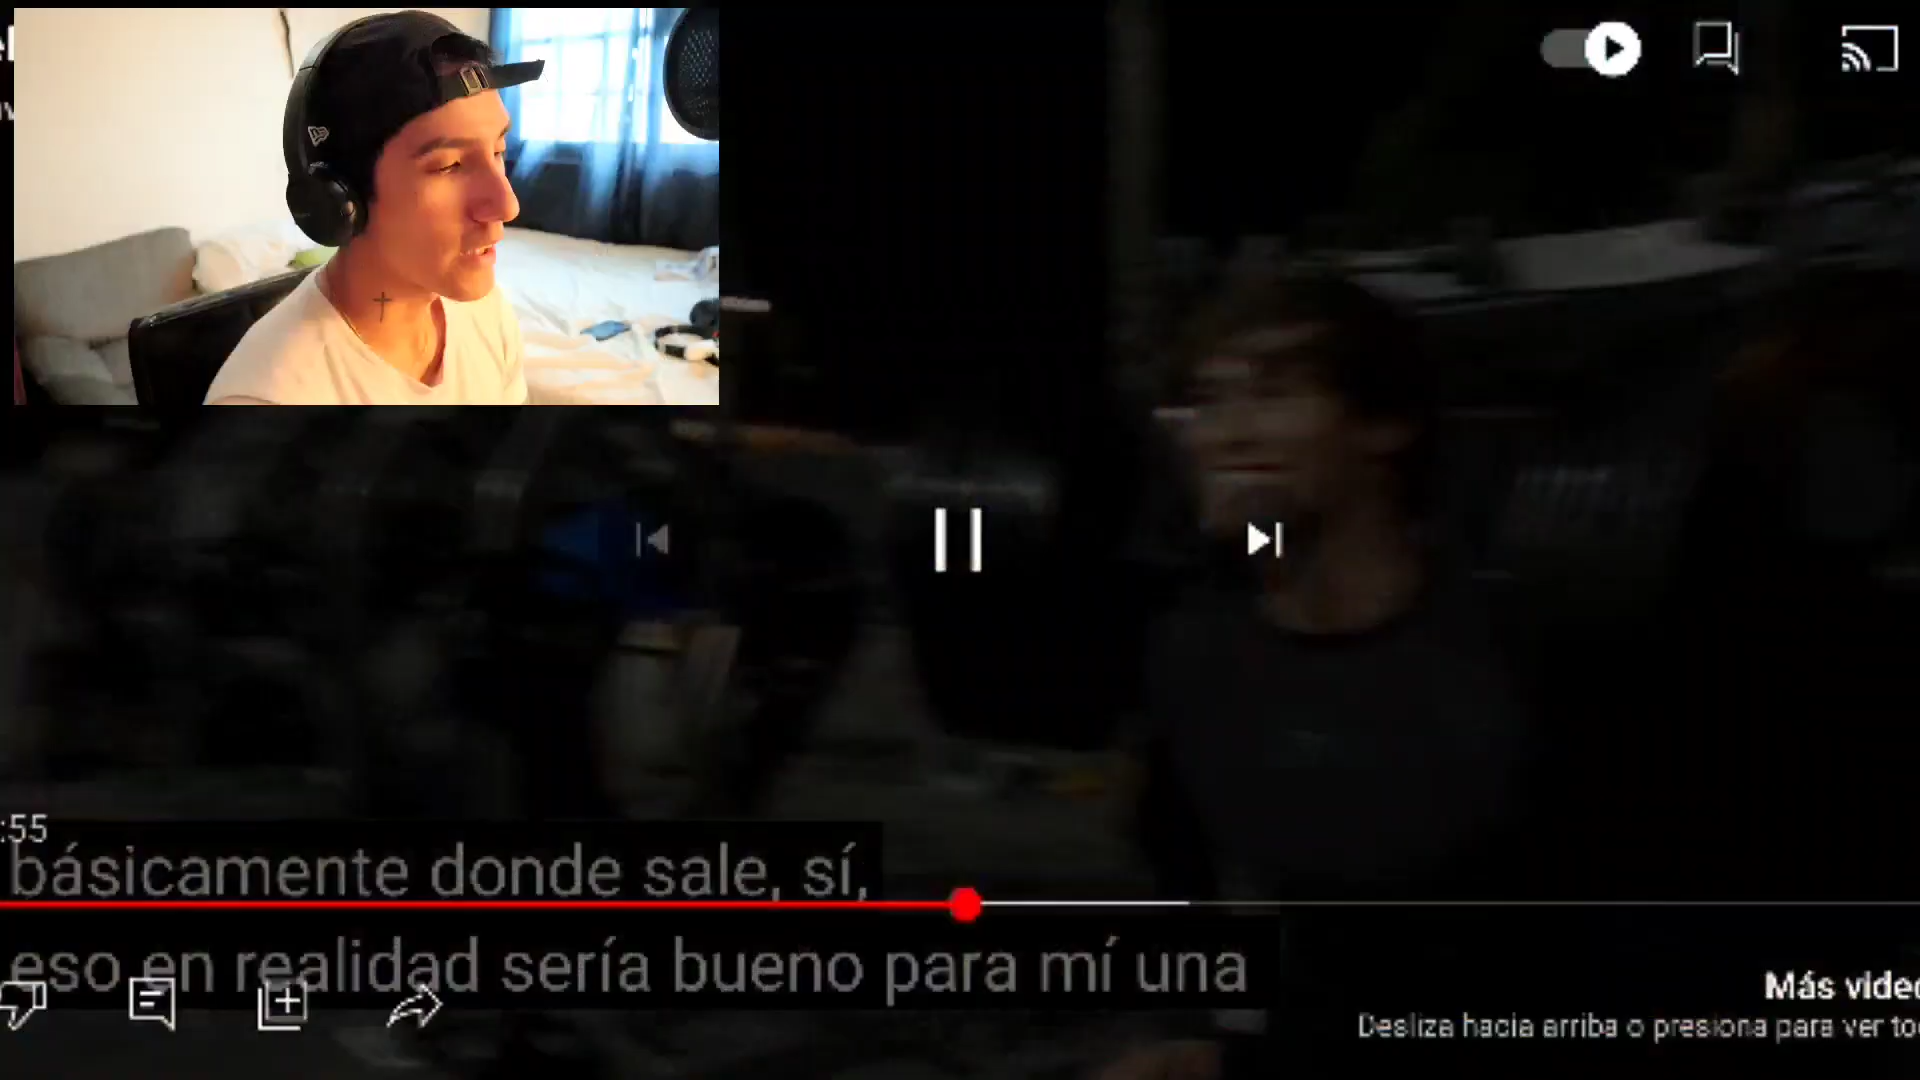 :55
básicamente donde sale, sí,
eso en realidad sería bueno para mí una
Más video
Desliza hacia arriba o presiona para ver to